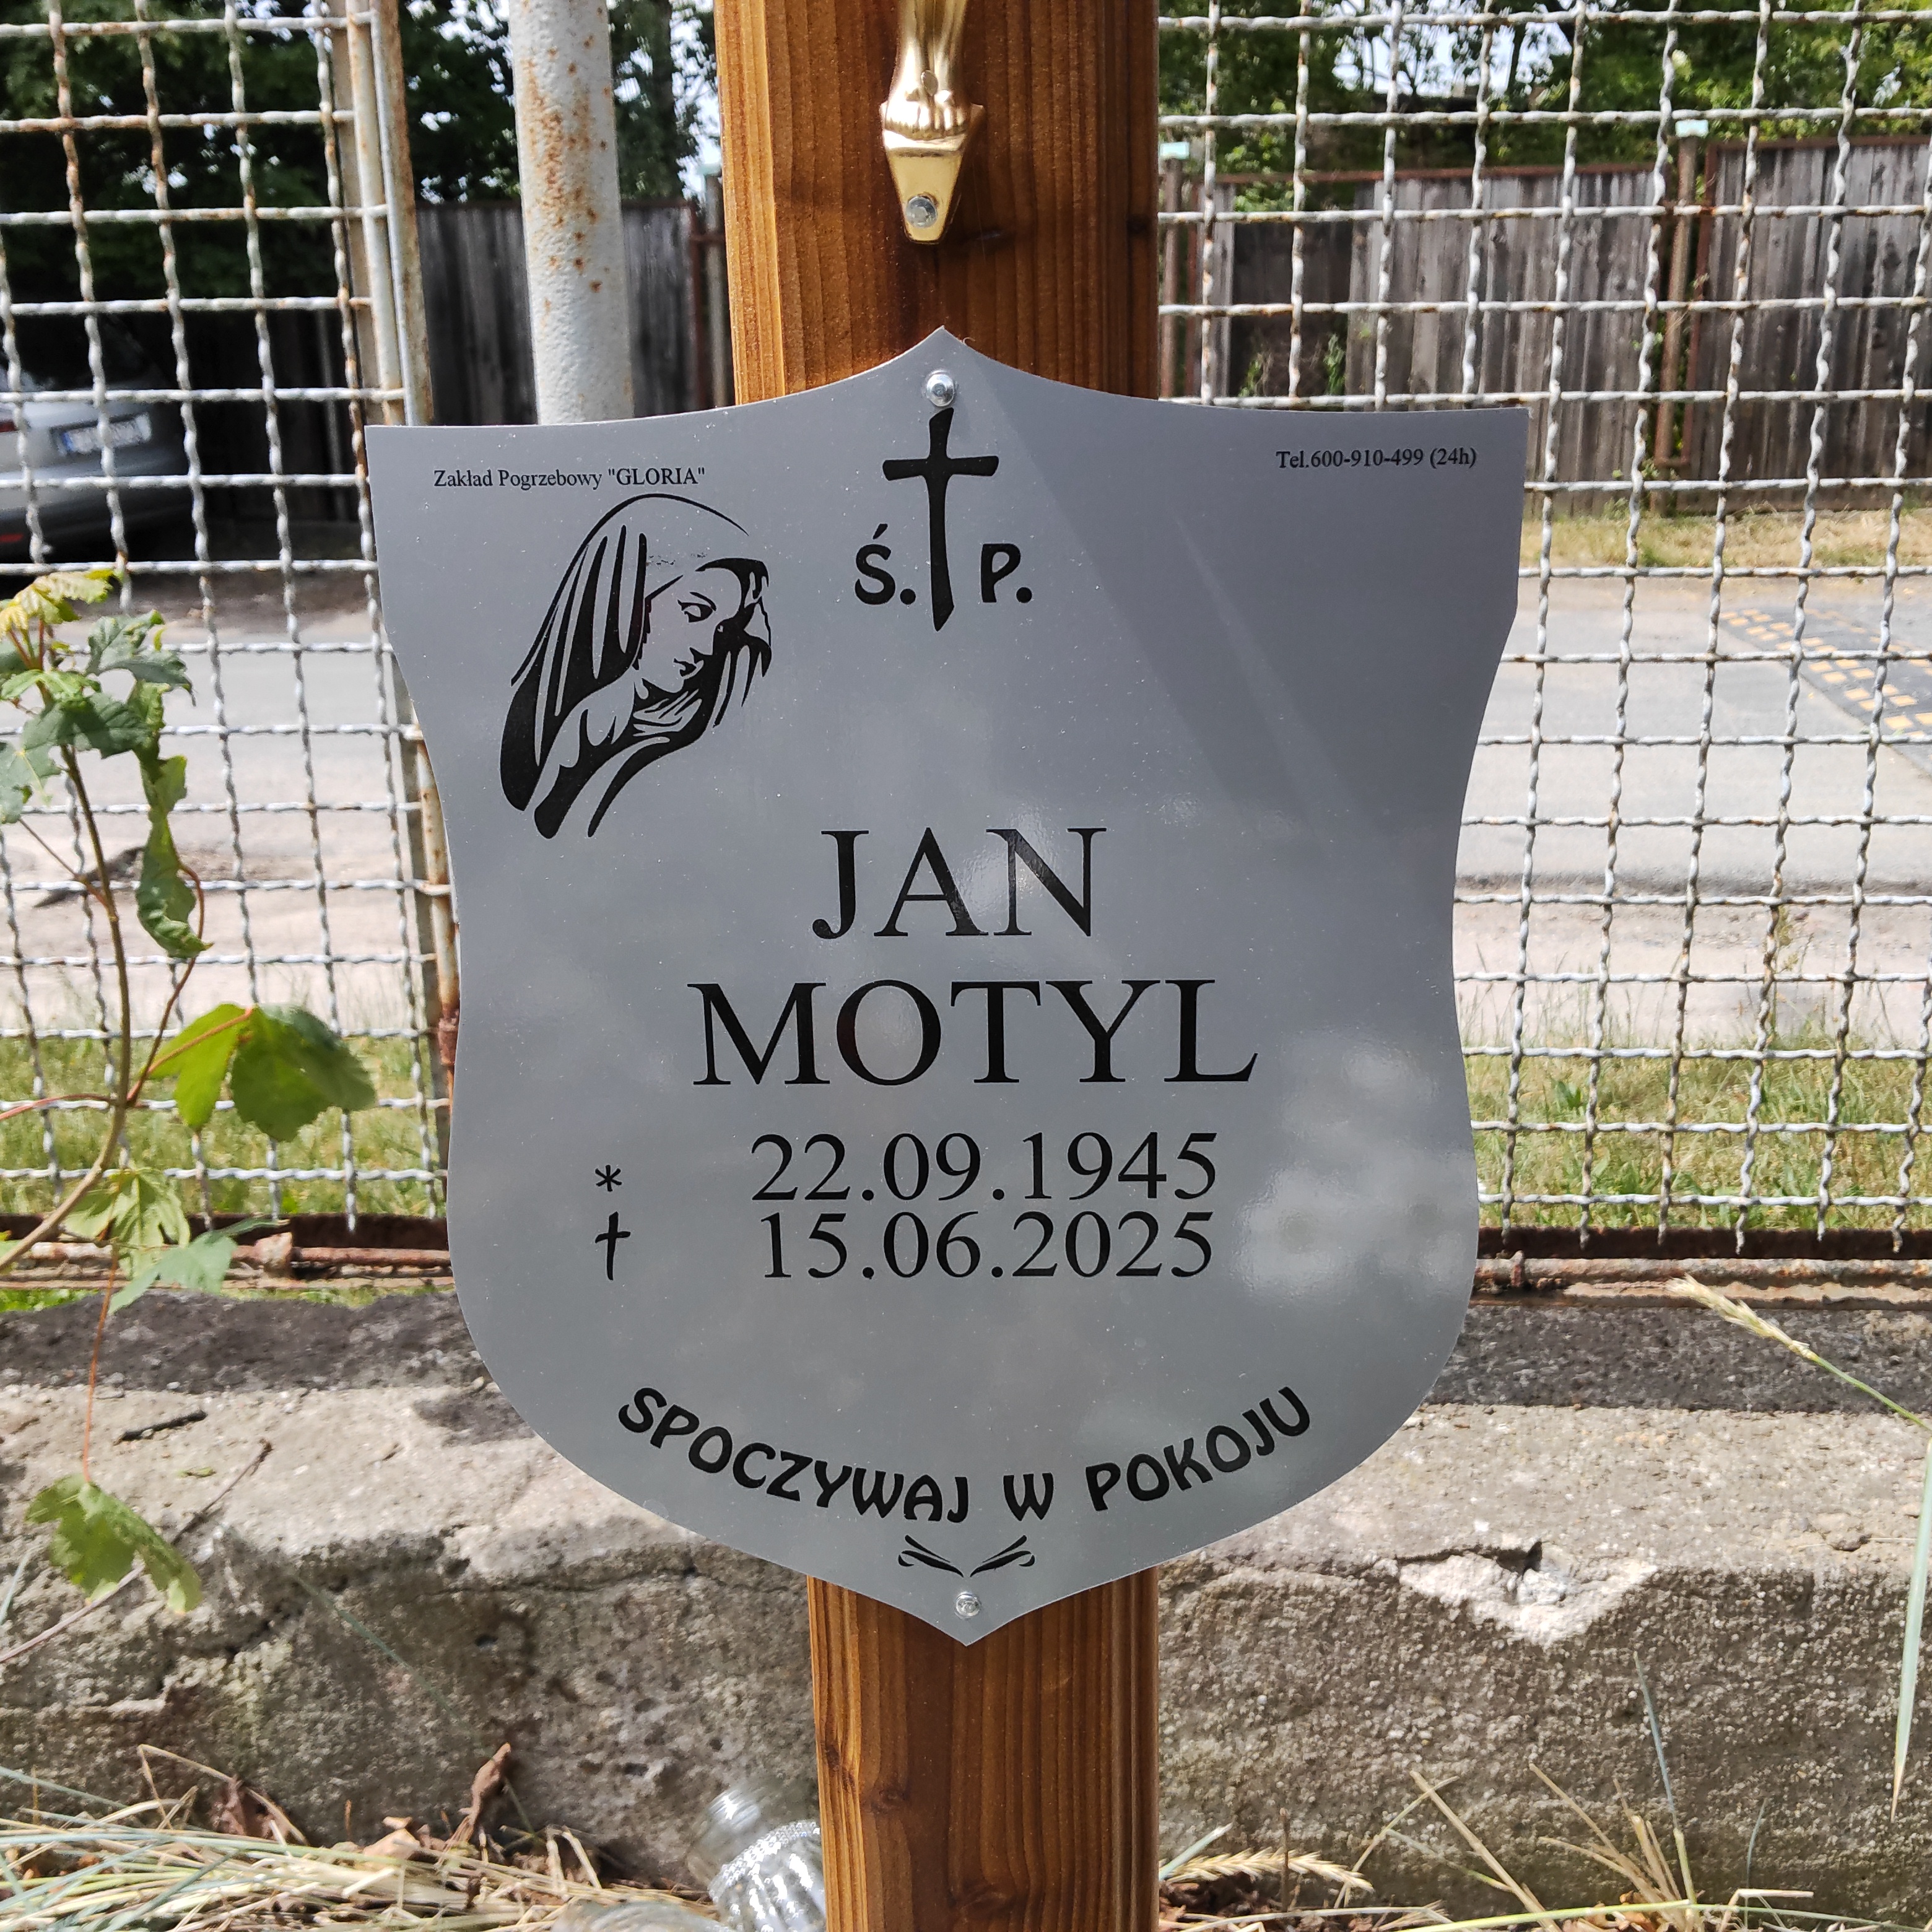 Zakład Pogrzebowy "GLORIA"
Tel.600-910-499 (24h)
Ś. P.
JAN
MOTYL
* 22.09.1945
† 15.06.2025
SPOCZYWAJ W POKOJU